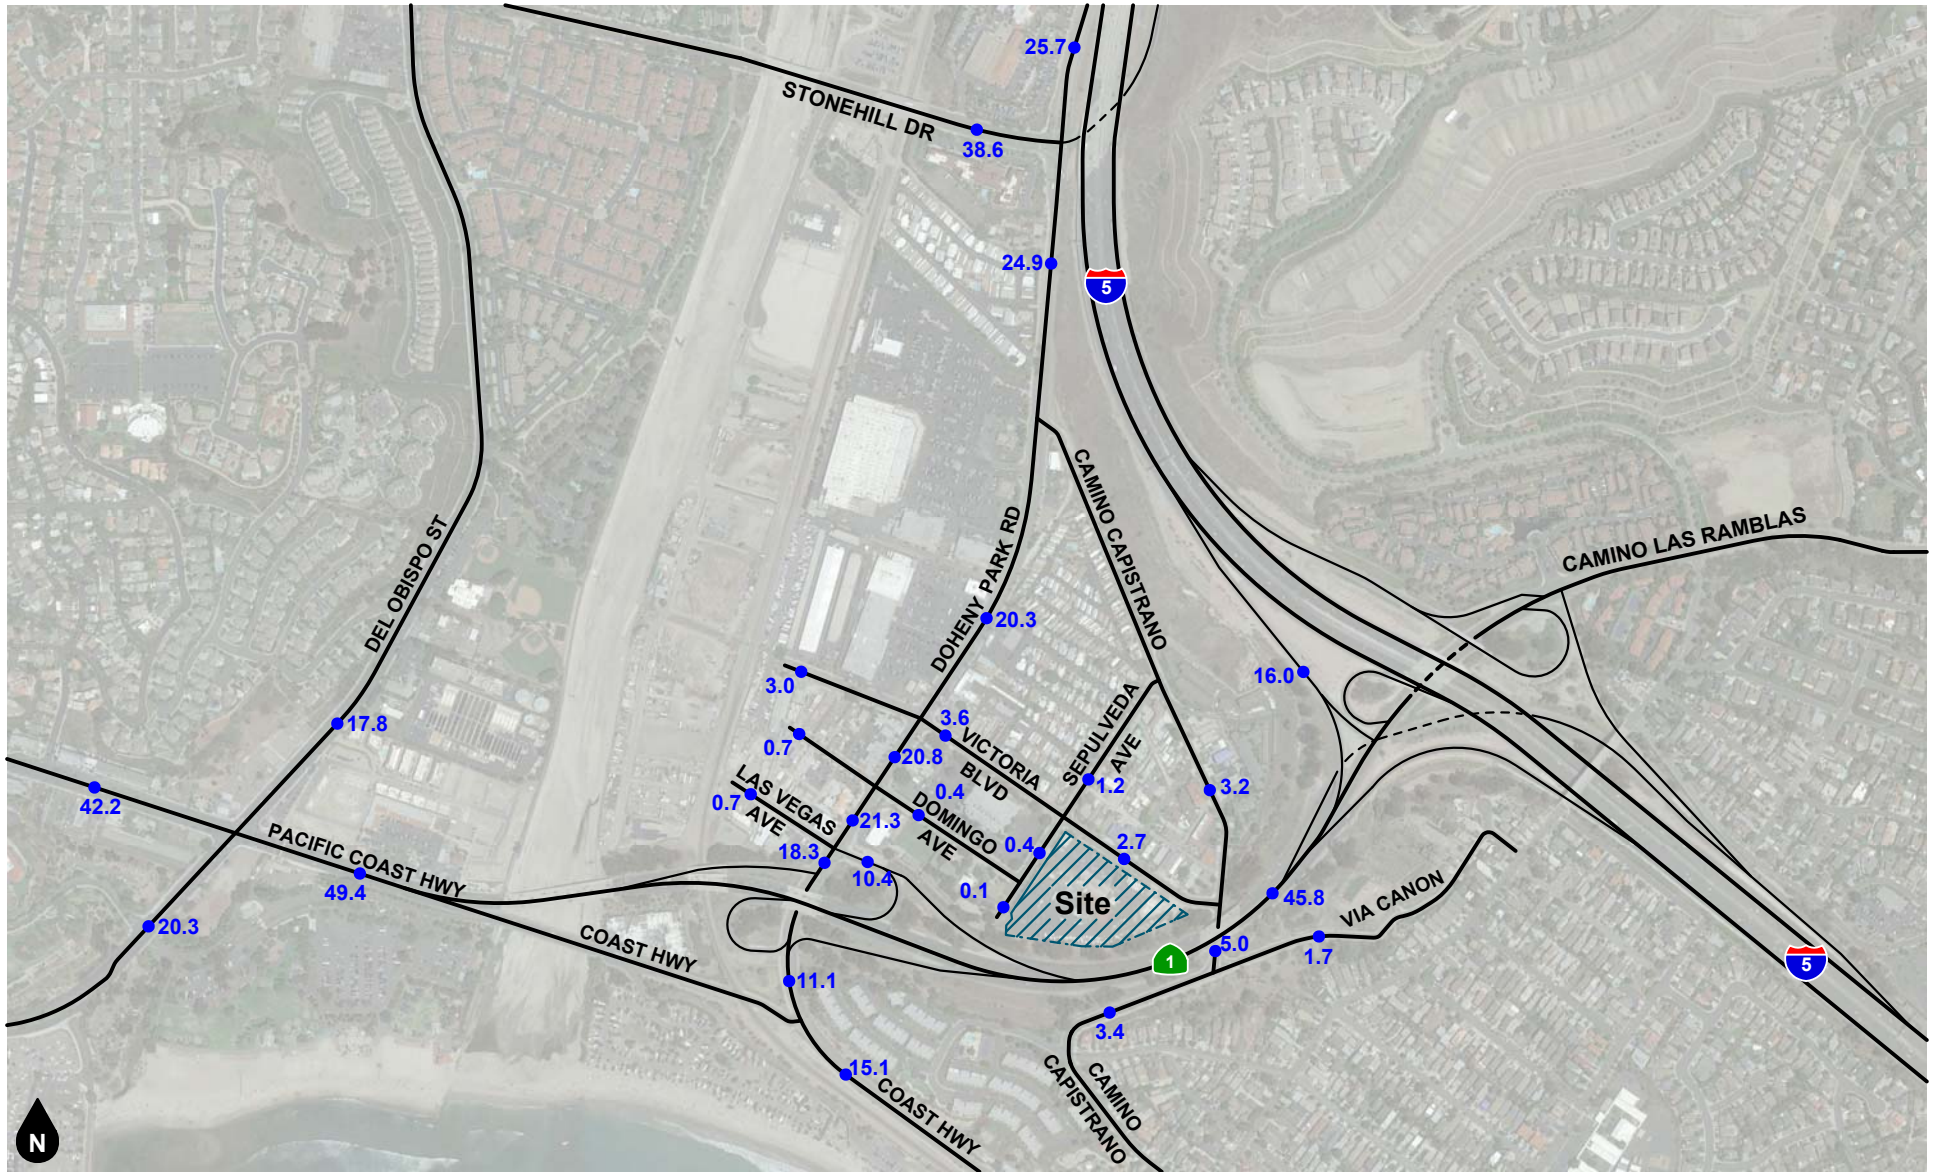 25.7
STONEHILL DR
38.6
24.9
5
CAMINO CAPISTRANO
DOHENY PARK RD
DEL OBISPO ST
CAMINO LAS RAMBLAS
20.3
3.0
16.0
3.6
SEPULVEDA
AVE
17.8
0.7
VICTORIA
BLVD
20.8
42.2
LAS VEGAS
AVE
0.7
0.4
DOMINGO
AVE
1.2
3.2
21.3
PACIFIC COAST HWY
18.3
10.4
0.4
2.7
49.4
0.1
Site
45.8
VIA CANON
20.3
COAST HWY
5.0
1
1.7
5
11.1
3.4
15.1
COAST HWY
CAMINO
CAPISTRANO
N